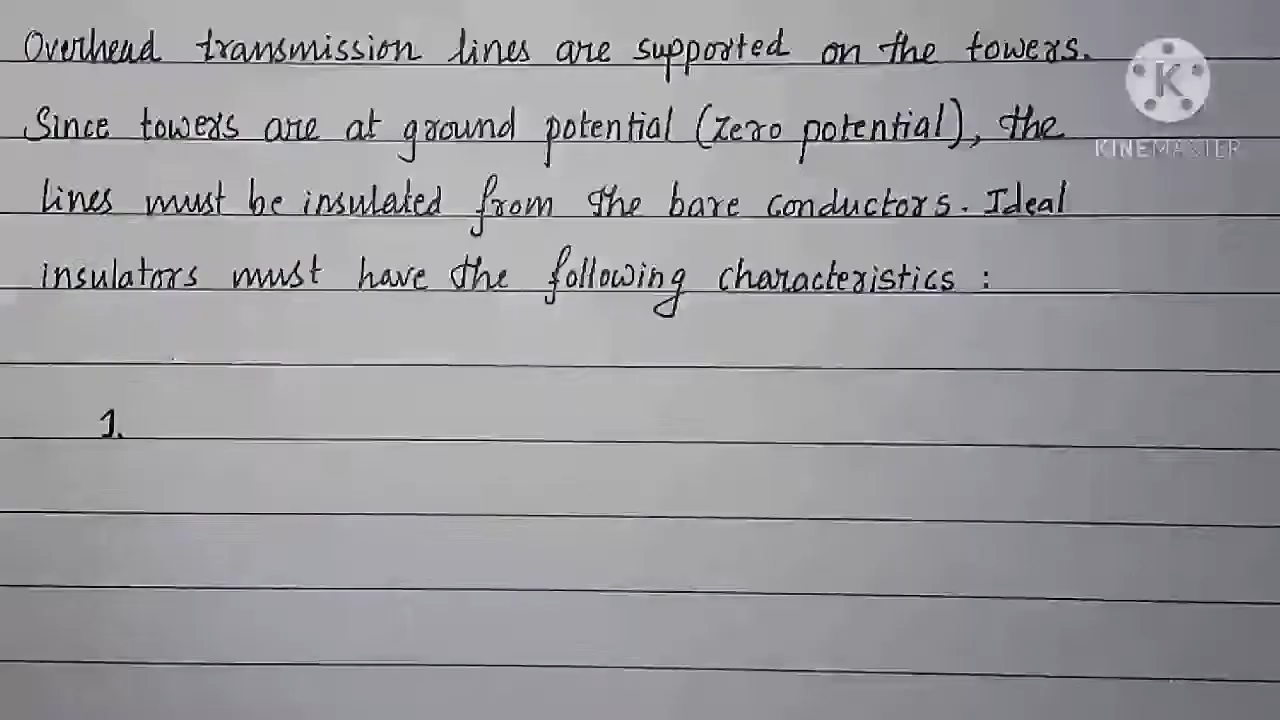 Overhead transmission lines are supported on the towers.
Since towers are at ground potential (zero potential), the
lines must be insulated from the bare conductors. Ideal
insulators must have the following characteristics :
1.
K
KINEMASTER